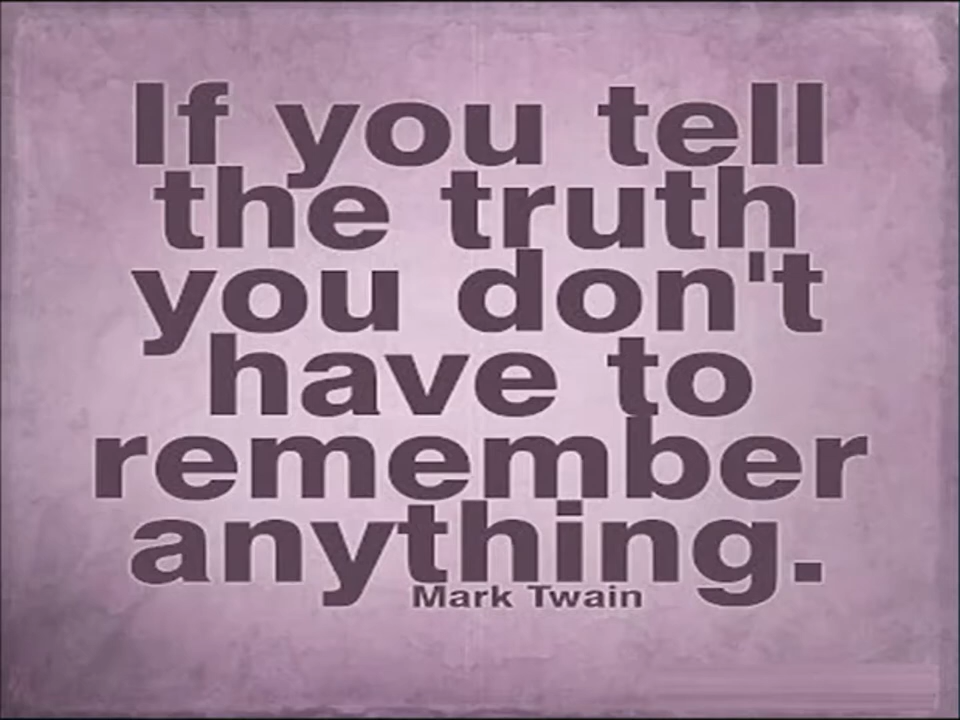 If you tell
the truth
you don't
have to
remember
anything.
Mark Twain